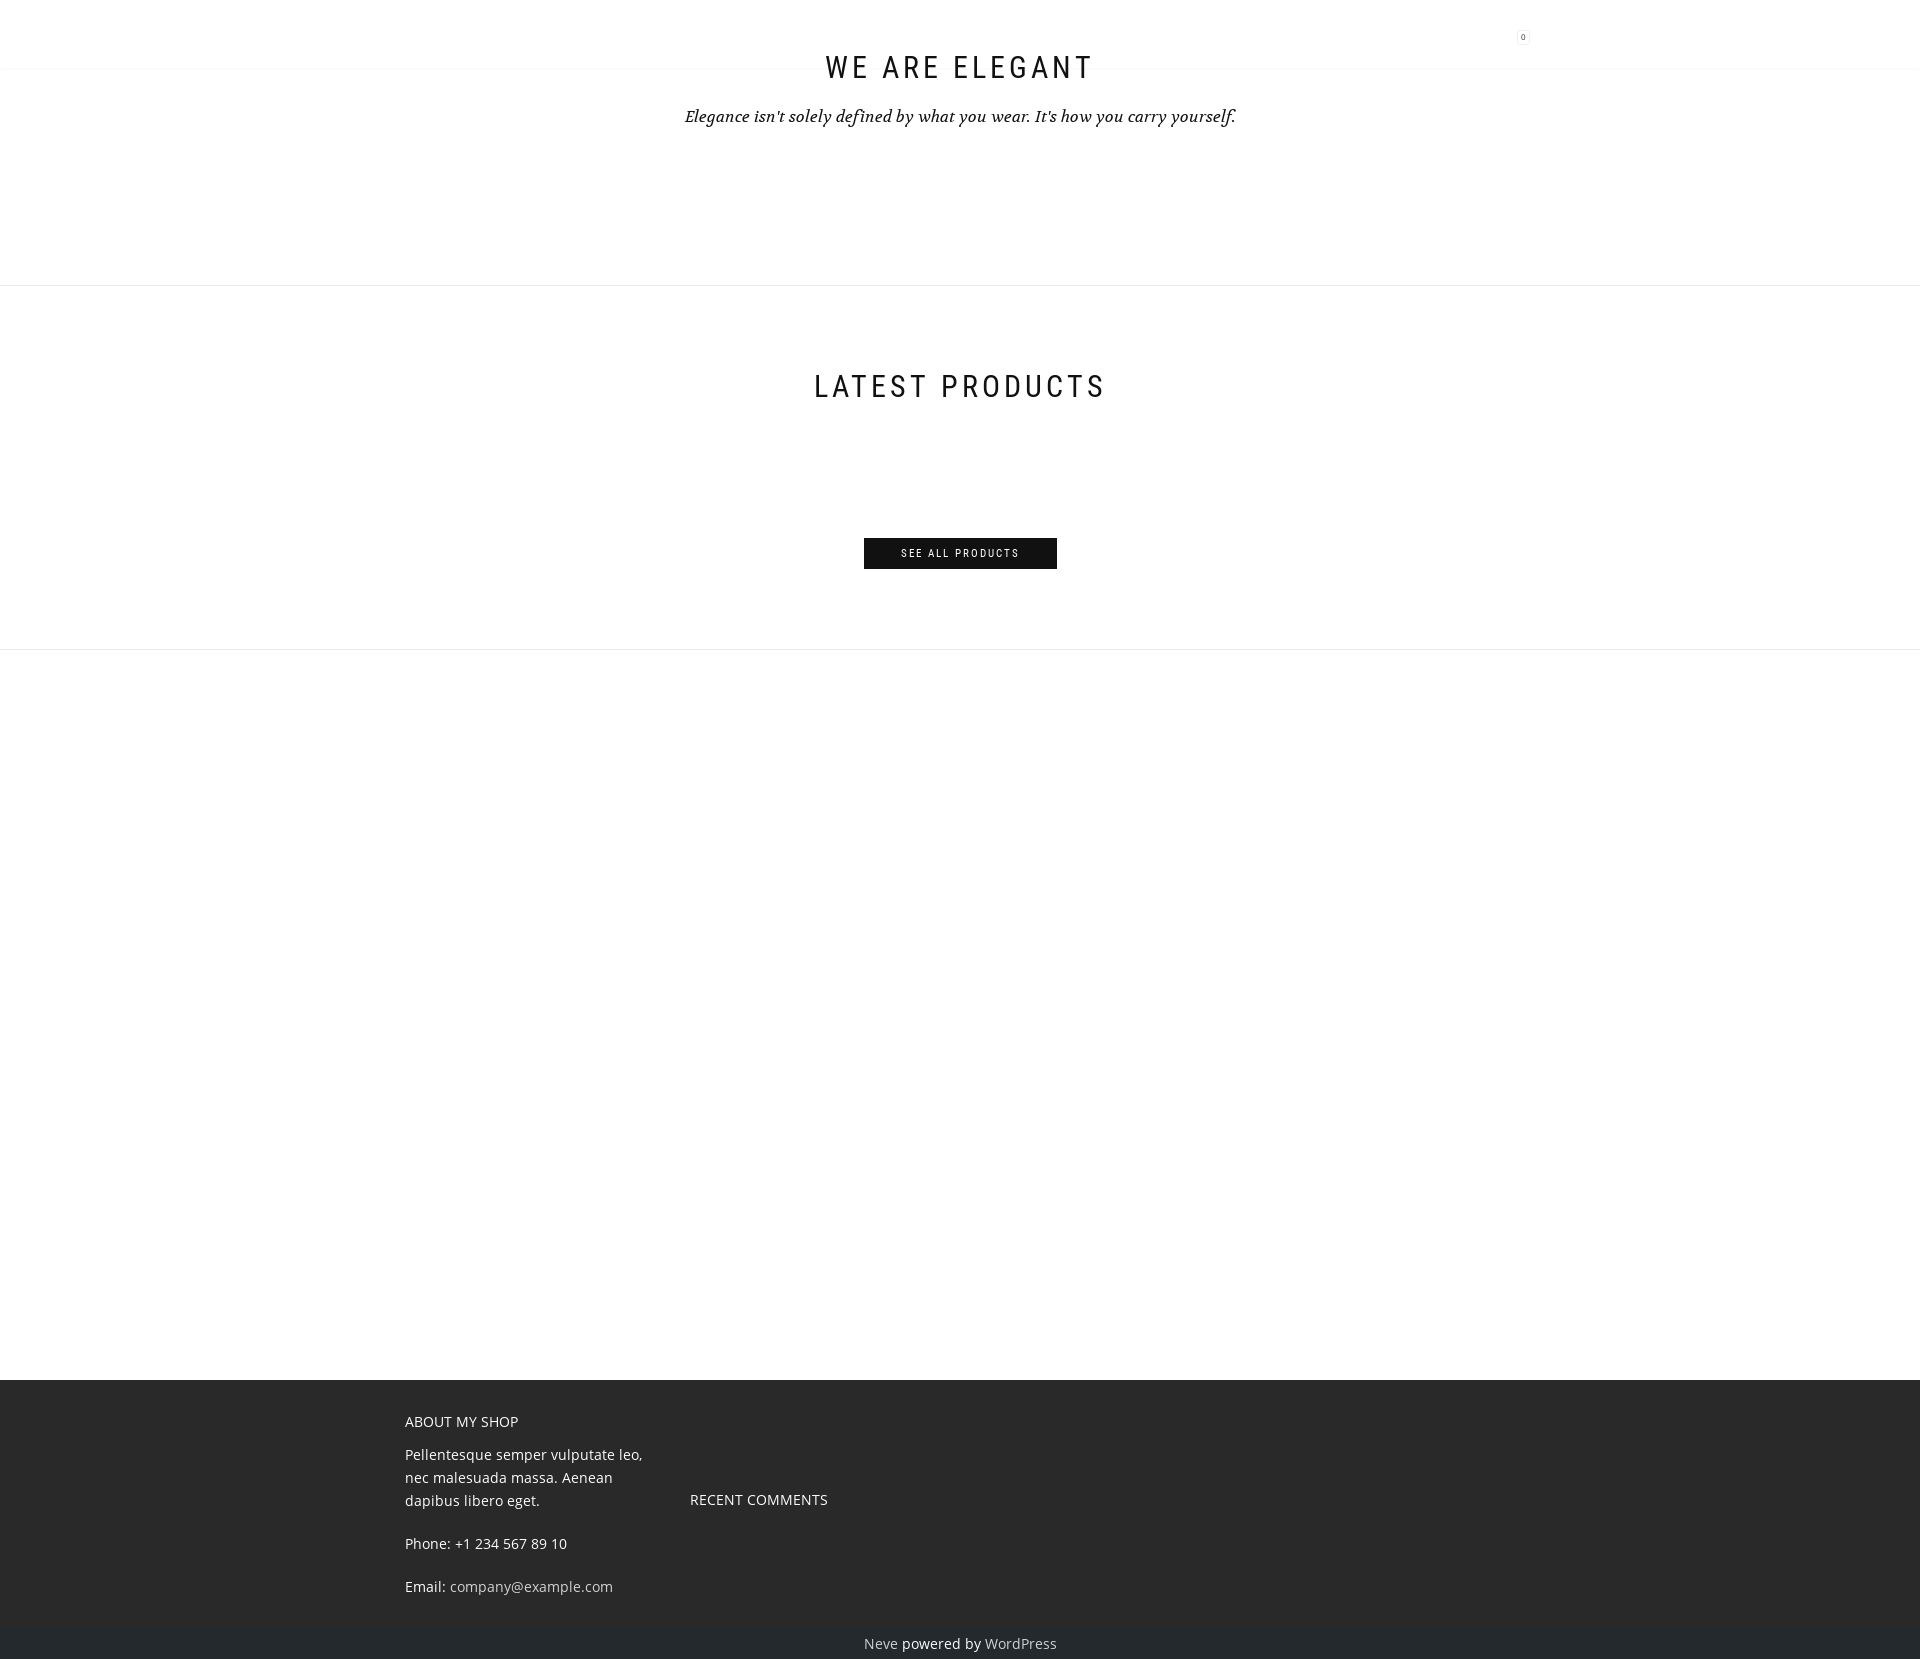 0
WE ARE ELEGANT
Elegance isn't solely defined by what you wear. It's how you carry yourself.
LATEST PRODUCTS
SEE ALL PRODUCTS
ABOUT MY SHOP
Pellentesque semper vulputate leo,
nec malesuada massa. Aenean
dapibus libero eget.
Phone: +1 234 567 89 10
Email: company@example.com
RECENT COMMENTS
Neve powered by WordPress